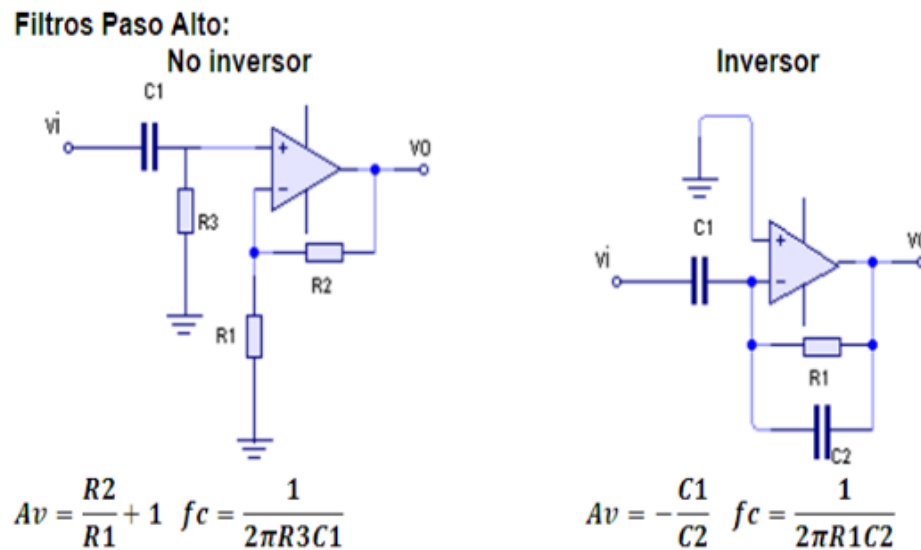 Filtros Paso Alto:
No inversor
Inversor
C1
Vi
VO
R3
R2
R1
C1
Vi
VO
R1
C2
Av = R2/R1 + 1 fc = 1/(2πR3C1)
Av = -C1/C2 fc = 1/(2πR1C2)